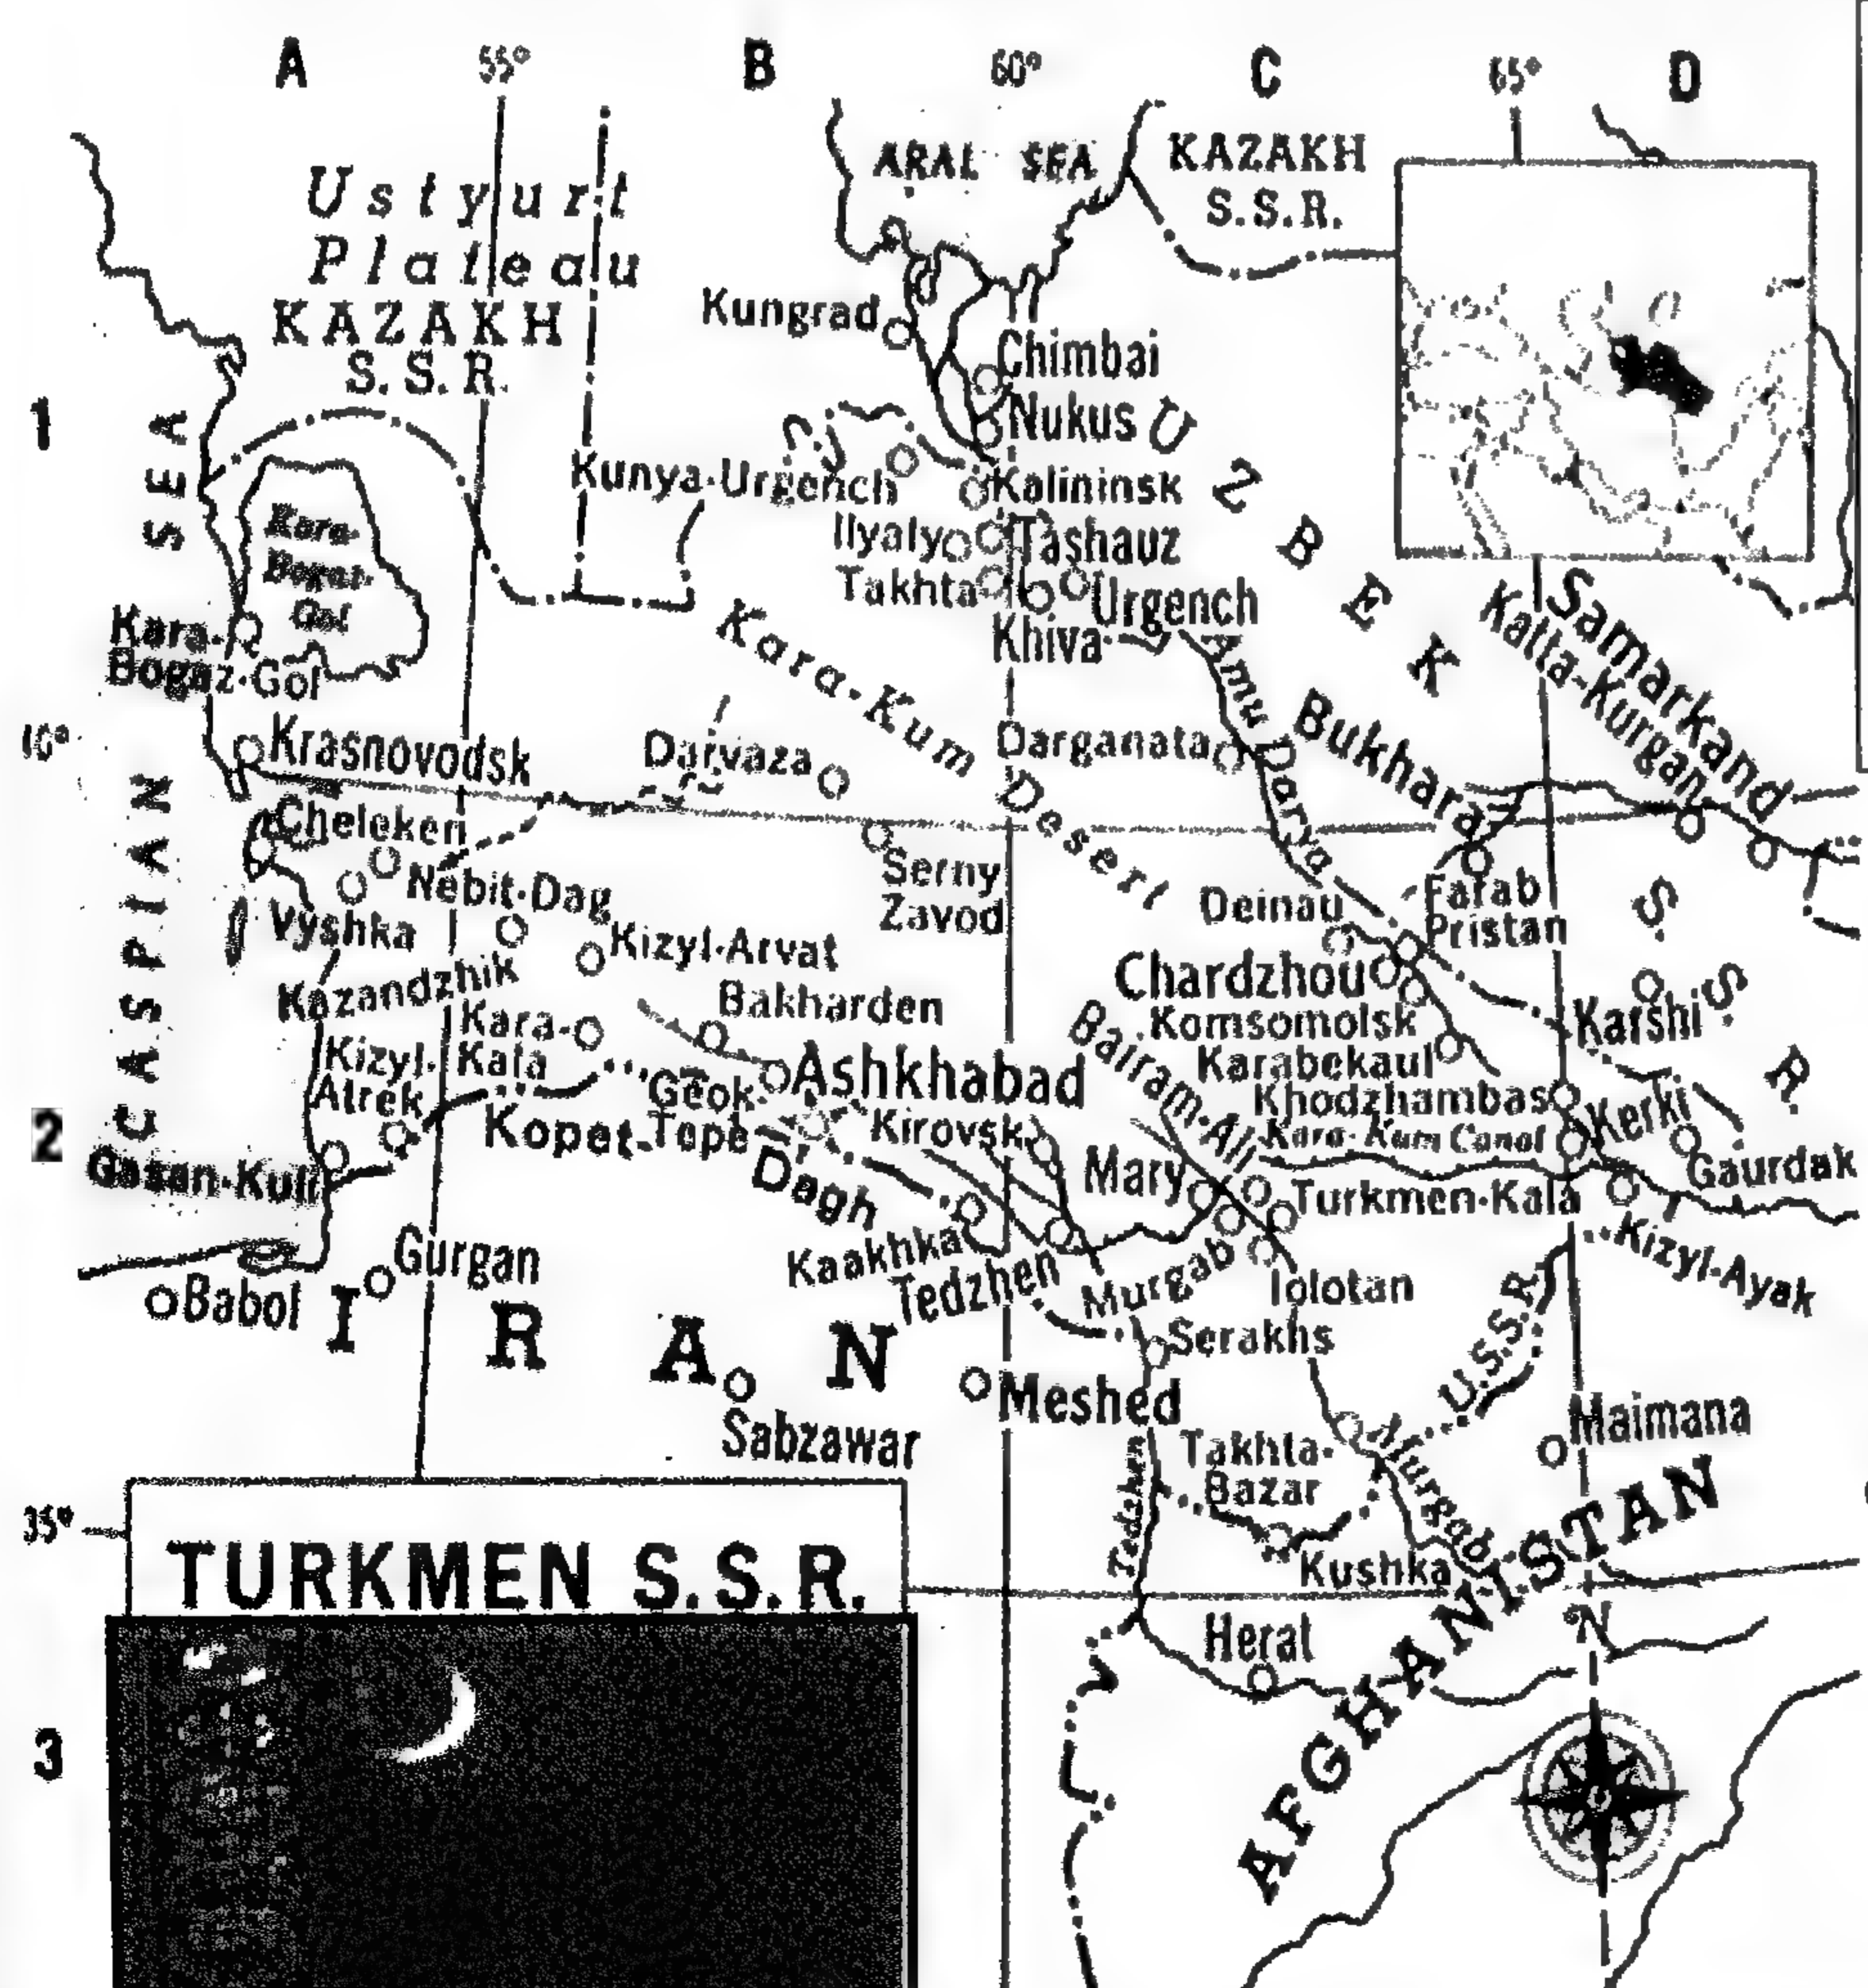 A 55° B 60° C 65° D
ARAL SEA
KAZAKH
S.S.R.
Ustyurt
Plateau
KAZAKH
S.S.R.
Kungrad
Chimbai
1
Nukus
UZBEK S.S.R.
CASPIAN SEA
Kunya-Urgench
Kalininsk
Kara-
Bogaz-
Gol
Ilyaly
Tashauz
Takhta
Urgench
Kara-
Bogaz-Gol
Khiva
Kara-Kum Desert
Amu Darya
Samarkand
Katta-Kurgan
Bukhara
Krasnovodsk
Darvaza
Darganata
Cheleken
Serny
Zavod
Nebit-Dag
Vyshka
Deinau
Farab
Pristan
Kizyl-Arvat
Kazandzhik
Chardzhou
Bakharden
Kara-
Kala
Komsomolsk
Karshi
Kizyl-
Atrek
Ashkhabad
Bairam-Ali
Karabekaul
Geok-
Tepe
Khodzhambas
Kerki
2
Kopet-
Dagh
Kirovsk
Kara-Kum Canal
Gaurdak
Gasan-Kuli
Mary
Turkmen-Kala
Kaakhka
Tedzhen
Murgab
Iolotan
Kizyl-Ayak
Gurgan
Babol
IRAN
Serakhs
U.S.S.R.
Meshed
Sabzawar
Maimana
Takhta-
Bazar
Murgab
Tedzhen
35°
TURKMEN S.S.R.
Kushka
AFGHANISTAN
N
Herat
3